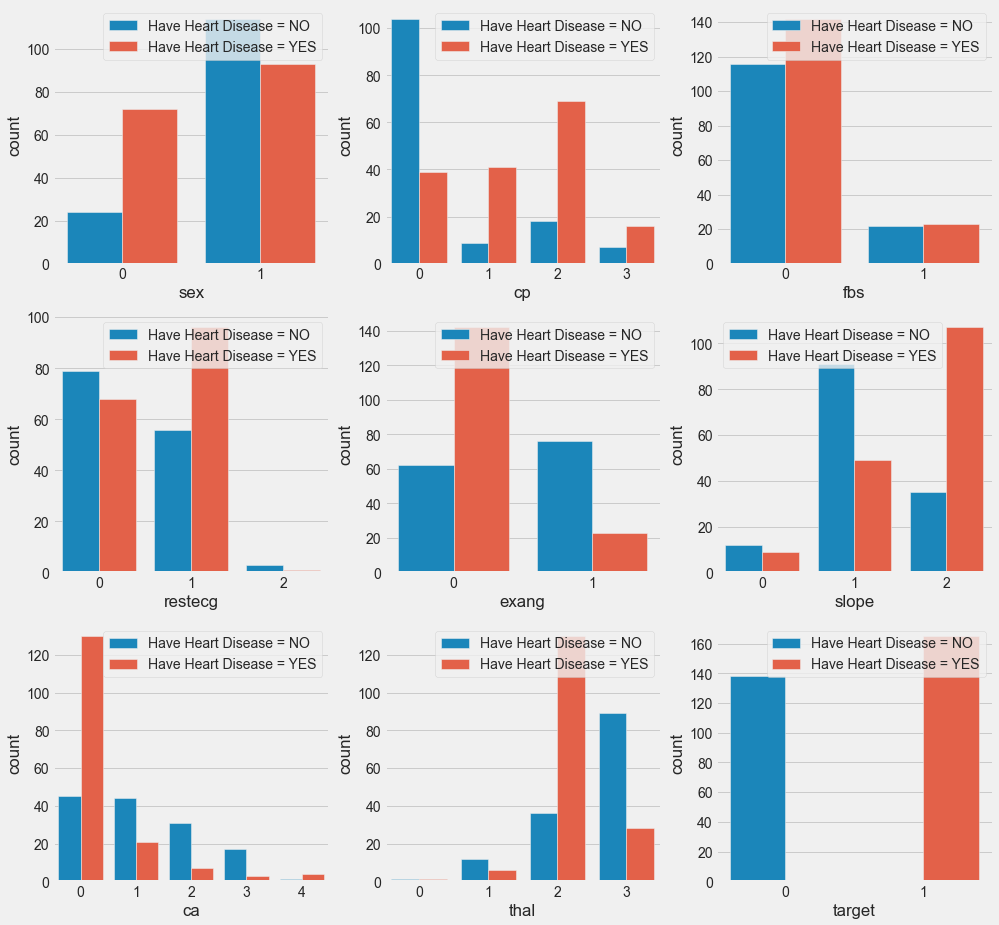 Have Heart Disease = NO
Have Heart Disease = YES
count
100
80
60
40
20
0
0 1
sex
Have Heart Disease = NO
Have Heart Disease = YES
count
100
80
60
40
20
0
0 1 2 3
cp
Have Heart Disease = NO
Have Heart Disease = YES
count
140
120
100
80
60
40
20
0
0 1
fbs
Have Heart Disease = NO
Have Heart Disease = YES
count
100
80
60
40
20
0
0 1 2
restecg
Have Heart Disease = NO
Have Heart Disease = YES
count
140
120
100
80
60
40
20
0
0 1
exang
Have Heart Disease = NO
Have Heart Disease = YES
count
100
80
60
40
20
0
0 1 2
slope
Have Heart Disease = NO
Have Heart Disease = YES
count
120
100
80
60
40
20
0
0 1 2 3 4
ca
Have Heart Disease = NO
Have Heart Disease = YES
count
120
100
80
60
40
20
0
0 1 2 3
thal
Have Heart Disease = NO
Have Heart Disease = YES
count
160
140
120
100
80
60
40
20
0
0 1
target